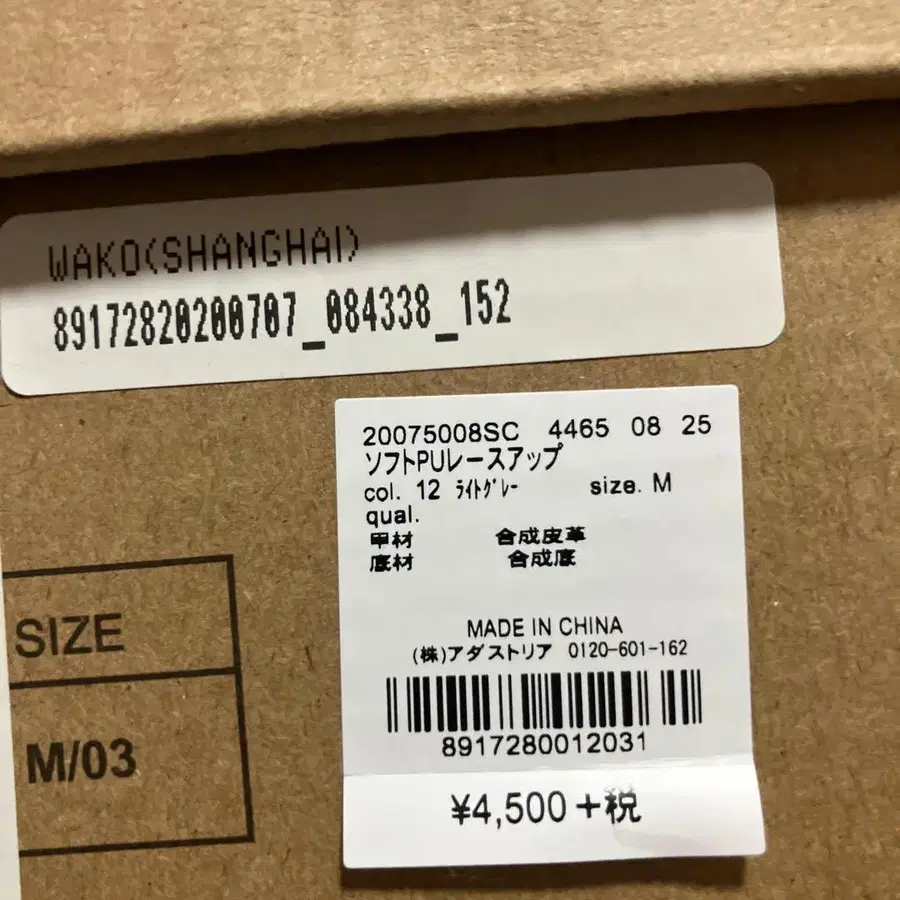 WAKO(SHANGHAI)
89172820200707_084338_152
20075008SC 4465 08 25
ソフトPUレースアップ
col. 12 ﾗｲﾄｸﾞﾚｰ size. M
qual.
甲材 合成皮革
底材 合成底
MADE IN CHINA
(株)アダストリア 0120-601-162
8917280012031
¥4,500+税
SIZE
M/03